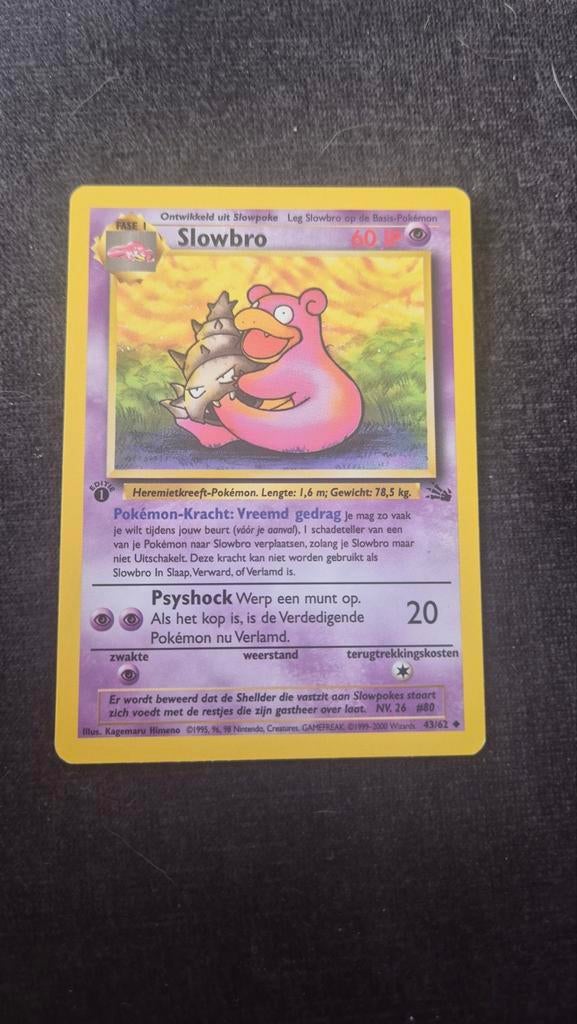 Ontwikkeld uit Slowpoke Leg Slowbro op de Basis-Pokémon
FASE 1
Slowbro 60 HP
EDITIE
1
Heremietkreeft-Pokémon. Lengte: 1,6 m; Gewicht: 78,5 kg.
Pokémon-Kracht: Vreemd gedrag Je mag zo vaak
je wilt tijdens jouw beurt (vóór je aanval), 1 schadeteller van een
van je Pokémon naar Slowbro verplaatsen, zolang je Slowbro maar
niet Uitschakelt. Deze kracht kan niet worden gebruikt als
Slowbro In Slaap, Verward, of Verlamd is.
Psyshock Werp een munt op.
Als het kop is, is de Verdedigende
Pokémon nu Verlamd.
20
zwakte weerstand terugtrekkingskosten
Er wordt beweerd dat de Shellder die vastzit aan Slowpokes staart
zich voedt met de restjes die zijn gastheer over laat. NV. 26 #80
Illus. Kagemaru Himeno ©1995, 96, 98 Nintendo, Creatures, GAMEFREAK. ©1999-2000 Wizards. 43/62